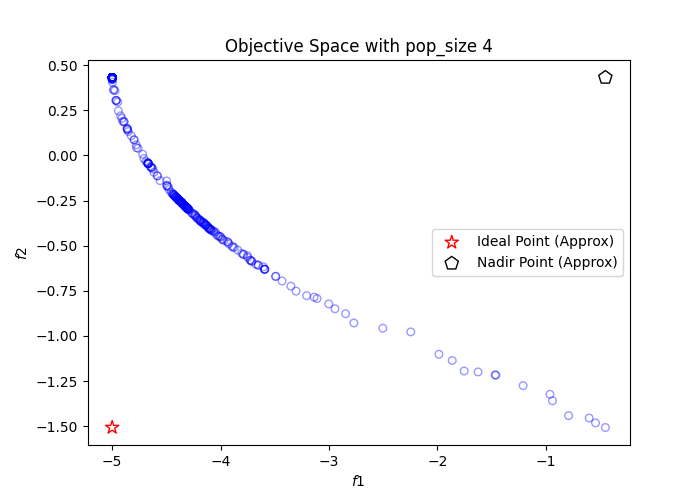 Objective Space with pop_size 4
0.50
0.25
0.00
−0.25
−0.50
−0.75
−1.00
−1.25
−1.50
f2
Ideal Point (Approx)
Nadir Point (Approx)
−5
−4
−3
−2
−1
f1